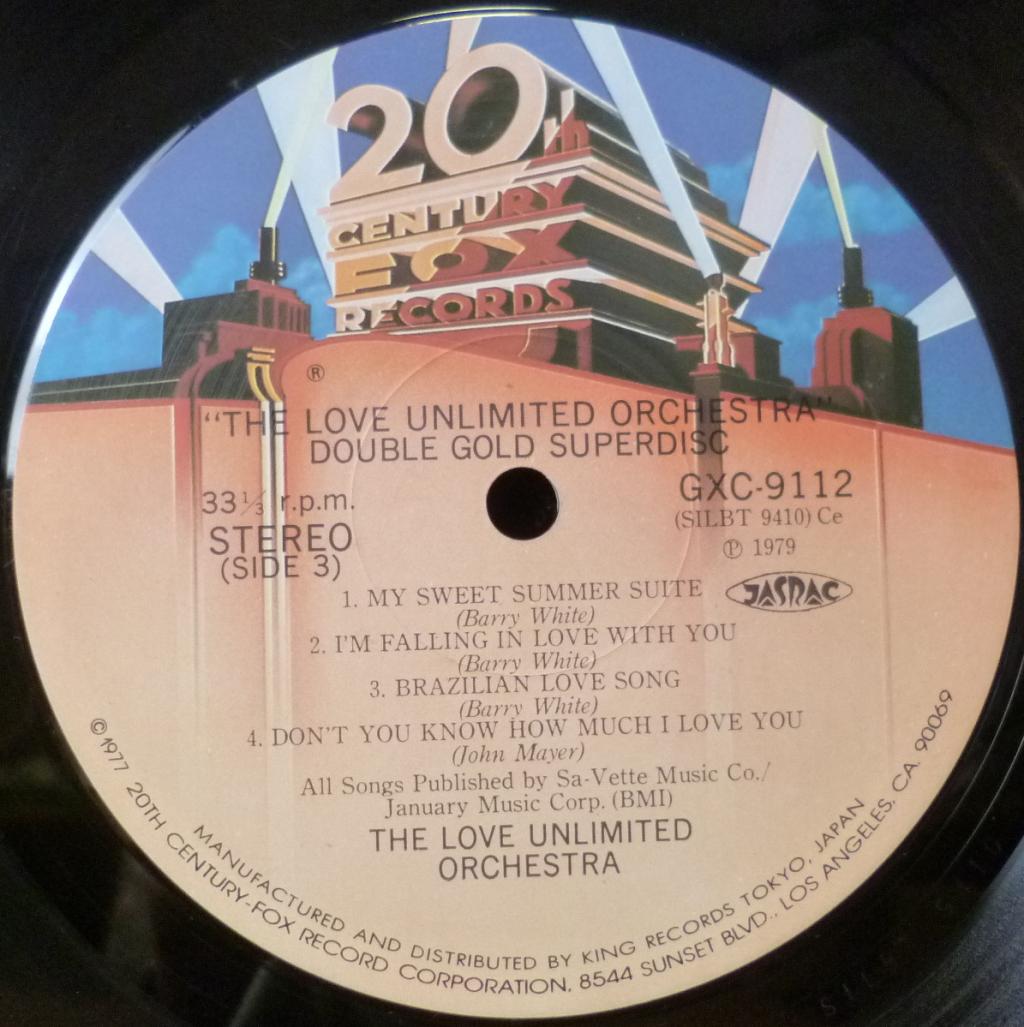 20th
CENTURY
FOX
RECORDS
®
"THE LOVE UNLIMITED ORCHESTRA"
DOUBLE GOLD SUPERDISC
33 1/3 r.p.m.
STEREO
(SIDE 3)
GXC-9112
(SILBT 9410) Ce
℗ 1979
JASRAC
1. MY SWEET SUMMER SUITE
(Barry White)
2. I'M FALLING IN LOVE WITH YOU
(Barry White)
3. BRAZILIAN LOVE SONG
(Barry White)
4. DON'T YOU KNOW HOW MUCH I LOVE YOU
(John Mayer)
All Songs Published by Sa-Vette Music Co./
January Music Corp. (BMI)
THE LOVE UNLIMITED
ORCHESTRA
MANUFACTURED AND DISTRIBUTED BY KING RECORDS TOKYO, JAPAN
©1977 20TH CENTURY-FOX RECORD CORPORATION, 8544 SUNSET BLVD., LOS ANGELES, CA. 90069